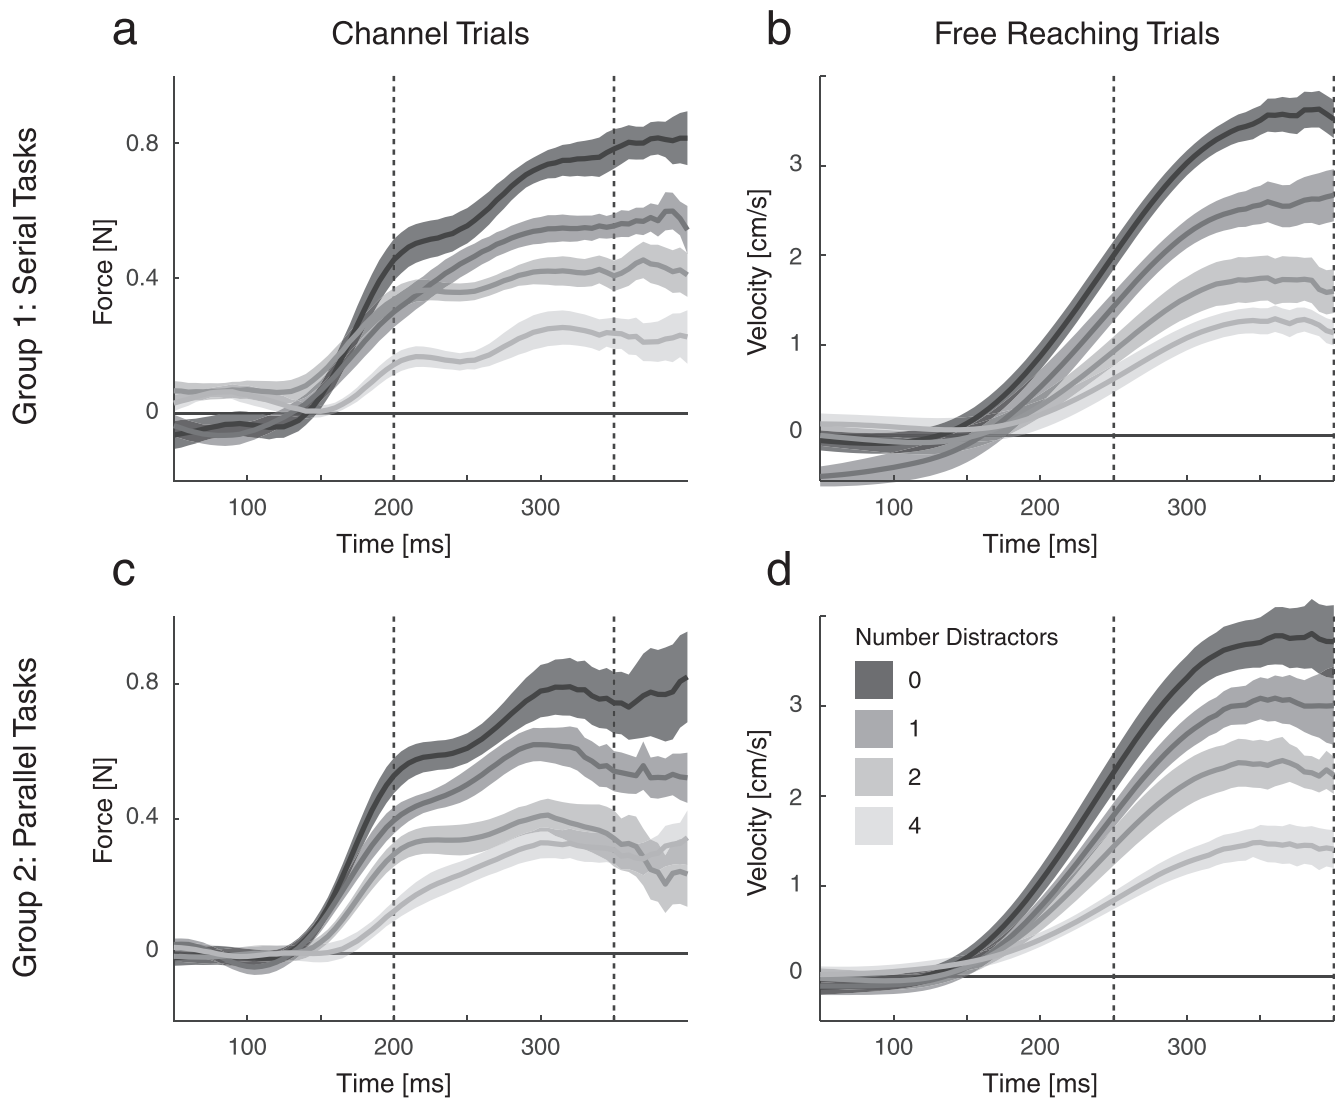 a
Channel Trials
b
Free Reaching Trials
Group 1: Serial Tasks
Force [N]
0.8
0.4
0
100
200
300
Time [ms]
Velocity [cm/s]
3
2
1
0
100
200
300
Time [ms]
c
d
Group 2: Parallel Tasks
Force [N]
0.8
0.4
0
100
200
300
Time [ms]
Velocity [cm/s]
3
2
1
0
100
200
300
Time [ms]
Number Distractors
0
1
2
4